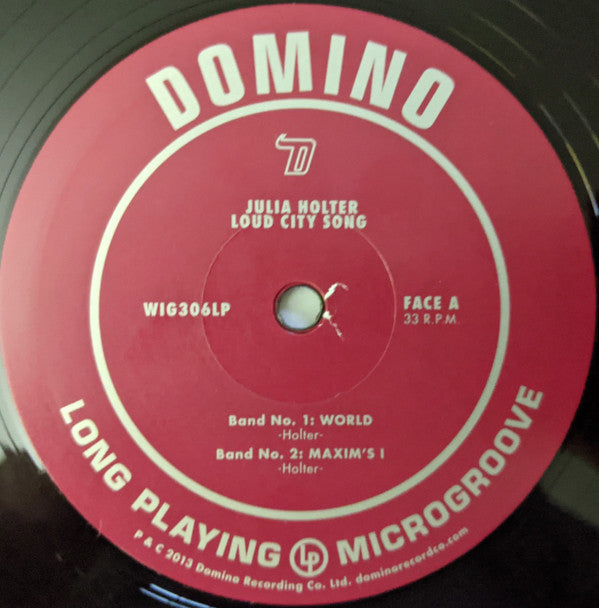 DOMINO
D
JULIA HOLTER
LOUD CITY SONG
WIG306LP
FACE A
33 R.P.M.
Band No. 1: WORLD
-Holter-
Band No. 2: MAXIM'S I
-Holter-
LONG PLAYING LP MICROGROOVE
P & C 2013 Domino Recording Co. Ltd. dominorecordco.com